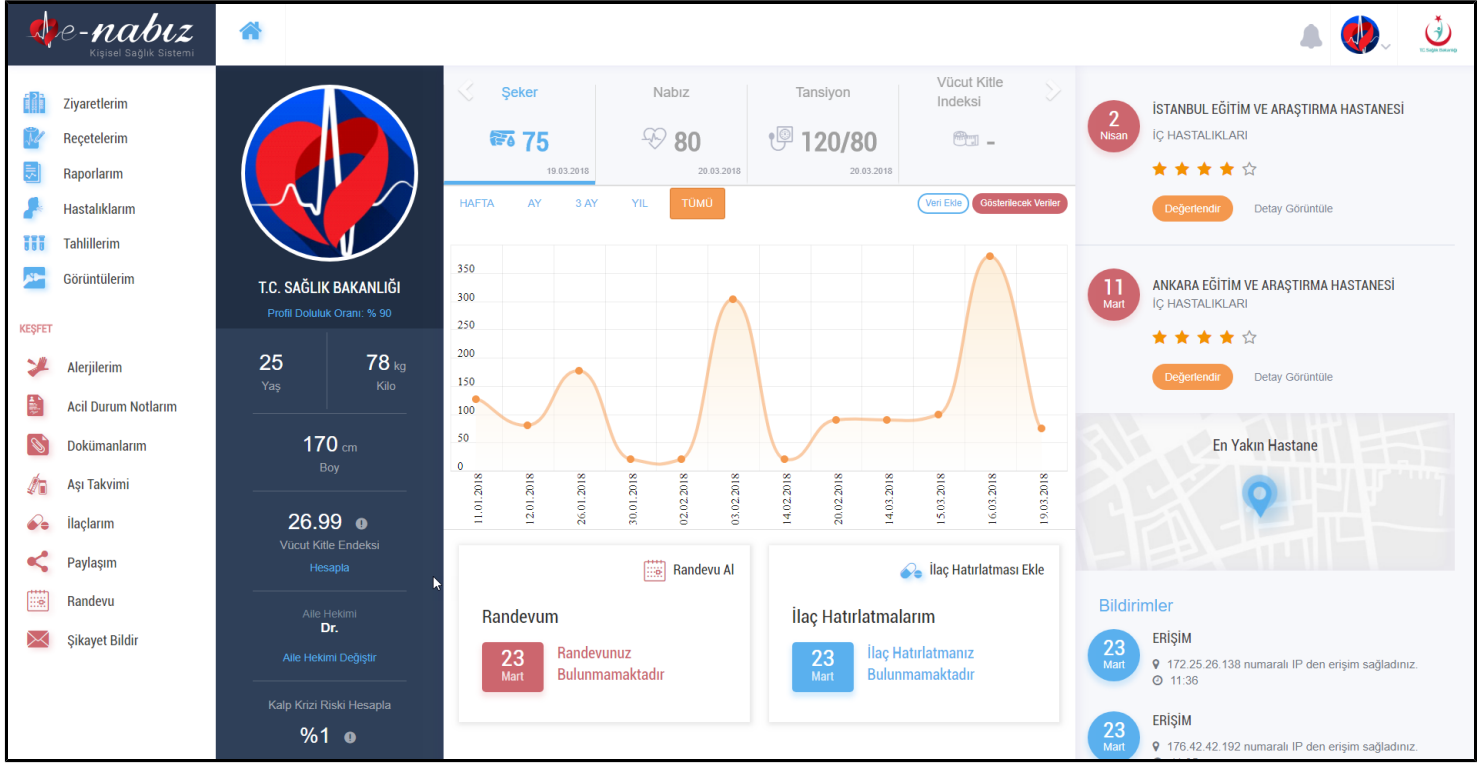 e-nabız
Kişisel Sağlık Sistemi
T.C. Sağlık Bakanlığı
Ziyaretlerim
Reçetelerim
Raporlarım
Hastalıklarım
Tahlillerim
Görüntülerim
KEŞFET
Alerjilerim
Acil Durum Notlarım
Dokümanlarım
Aşı Takvimi
İlaçlarım
Paylaşım
Randevu
Şikayet Bildir
T.C. SAĞLIK BAKANLIĞI
Profil Doluluk Oranı: % 90
25
Yaş
78 kg
Kilo
170 cm
Boy
26.99
Vücut Kitle Endeksi
Hesapla
Aile Hekimi
Dr.
Aile Hekimi Değiştir
Kalp Krizi Riski Hesapla
%1
Şeker
75
19.03.2018
Nabız
80
20.03.2018
Tansiyon
120/80
20.03.2018
Vücut Kitle
Indeksi
-
HAFTA AY 3 AY YIL TÜMÜ
Veri Ekle Gösterilecek Veriler
350
300
250
200
150
100
50
0
11.01.2018
12.01.2018
26.01.2018
30.01.2018
02.02.2018
03.02.2018
14.02.2018
20.02.2018
14.03.2018
15.03.2018
16.03.2018
19.03.2018
Randevu Al
Randevum
23
Mart
Randevunuz
Bulunmamaktadır
İlaç Hatırlatması Ekle
İlaç Hatırlatmalarım
23
Mart
İlaç Hatırlatmanız
Bulunmamaktadır
2
Nisan
İSTANBUL EĞİTİM VE ARAŞTIRMA HASTANESİ
İÇ HASTALIKLARI
Değerlendir Detay Görüntüle
11
Mart
ANKARA EĞİTİM VE ARAŞTIRMA HASTANESİ
İÇ HASTALIKLARI
Değerlendir Detay Görüntüle
En Yakın Hastane
Bildirimler
23
Mart
ERİŞİM
172.25.26.138 numaralı IP den erişim sağladınız.
11:36
23
Mart
ERİŞİM
176.42.42.192 numaralı IP den erişim sağladınız.